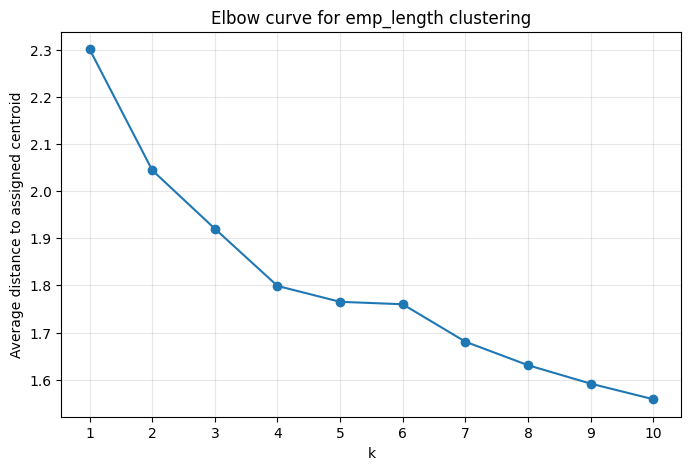 Elbow curve for emp_length clustering
Average distance to assigned centroid
2.3
2.2
2.1
2.0
1.9
1.8
1.7
1.6
1 2 3 4 5 6 7 8 9 10
k